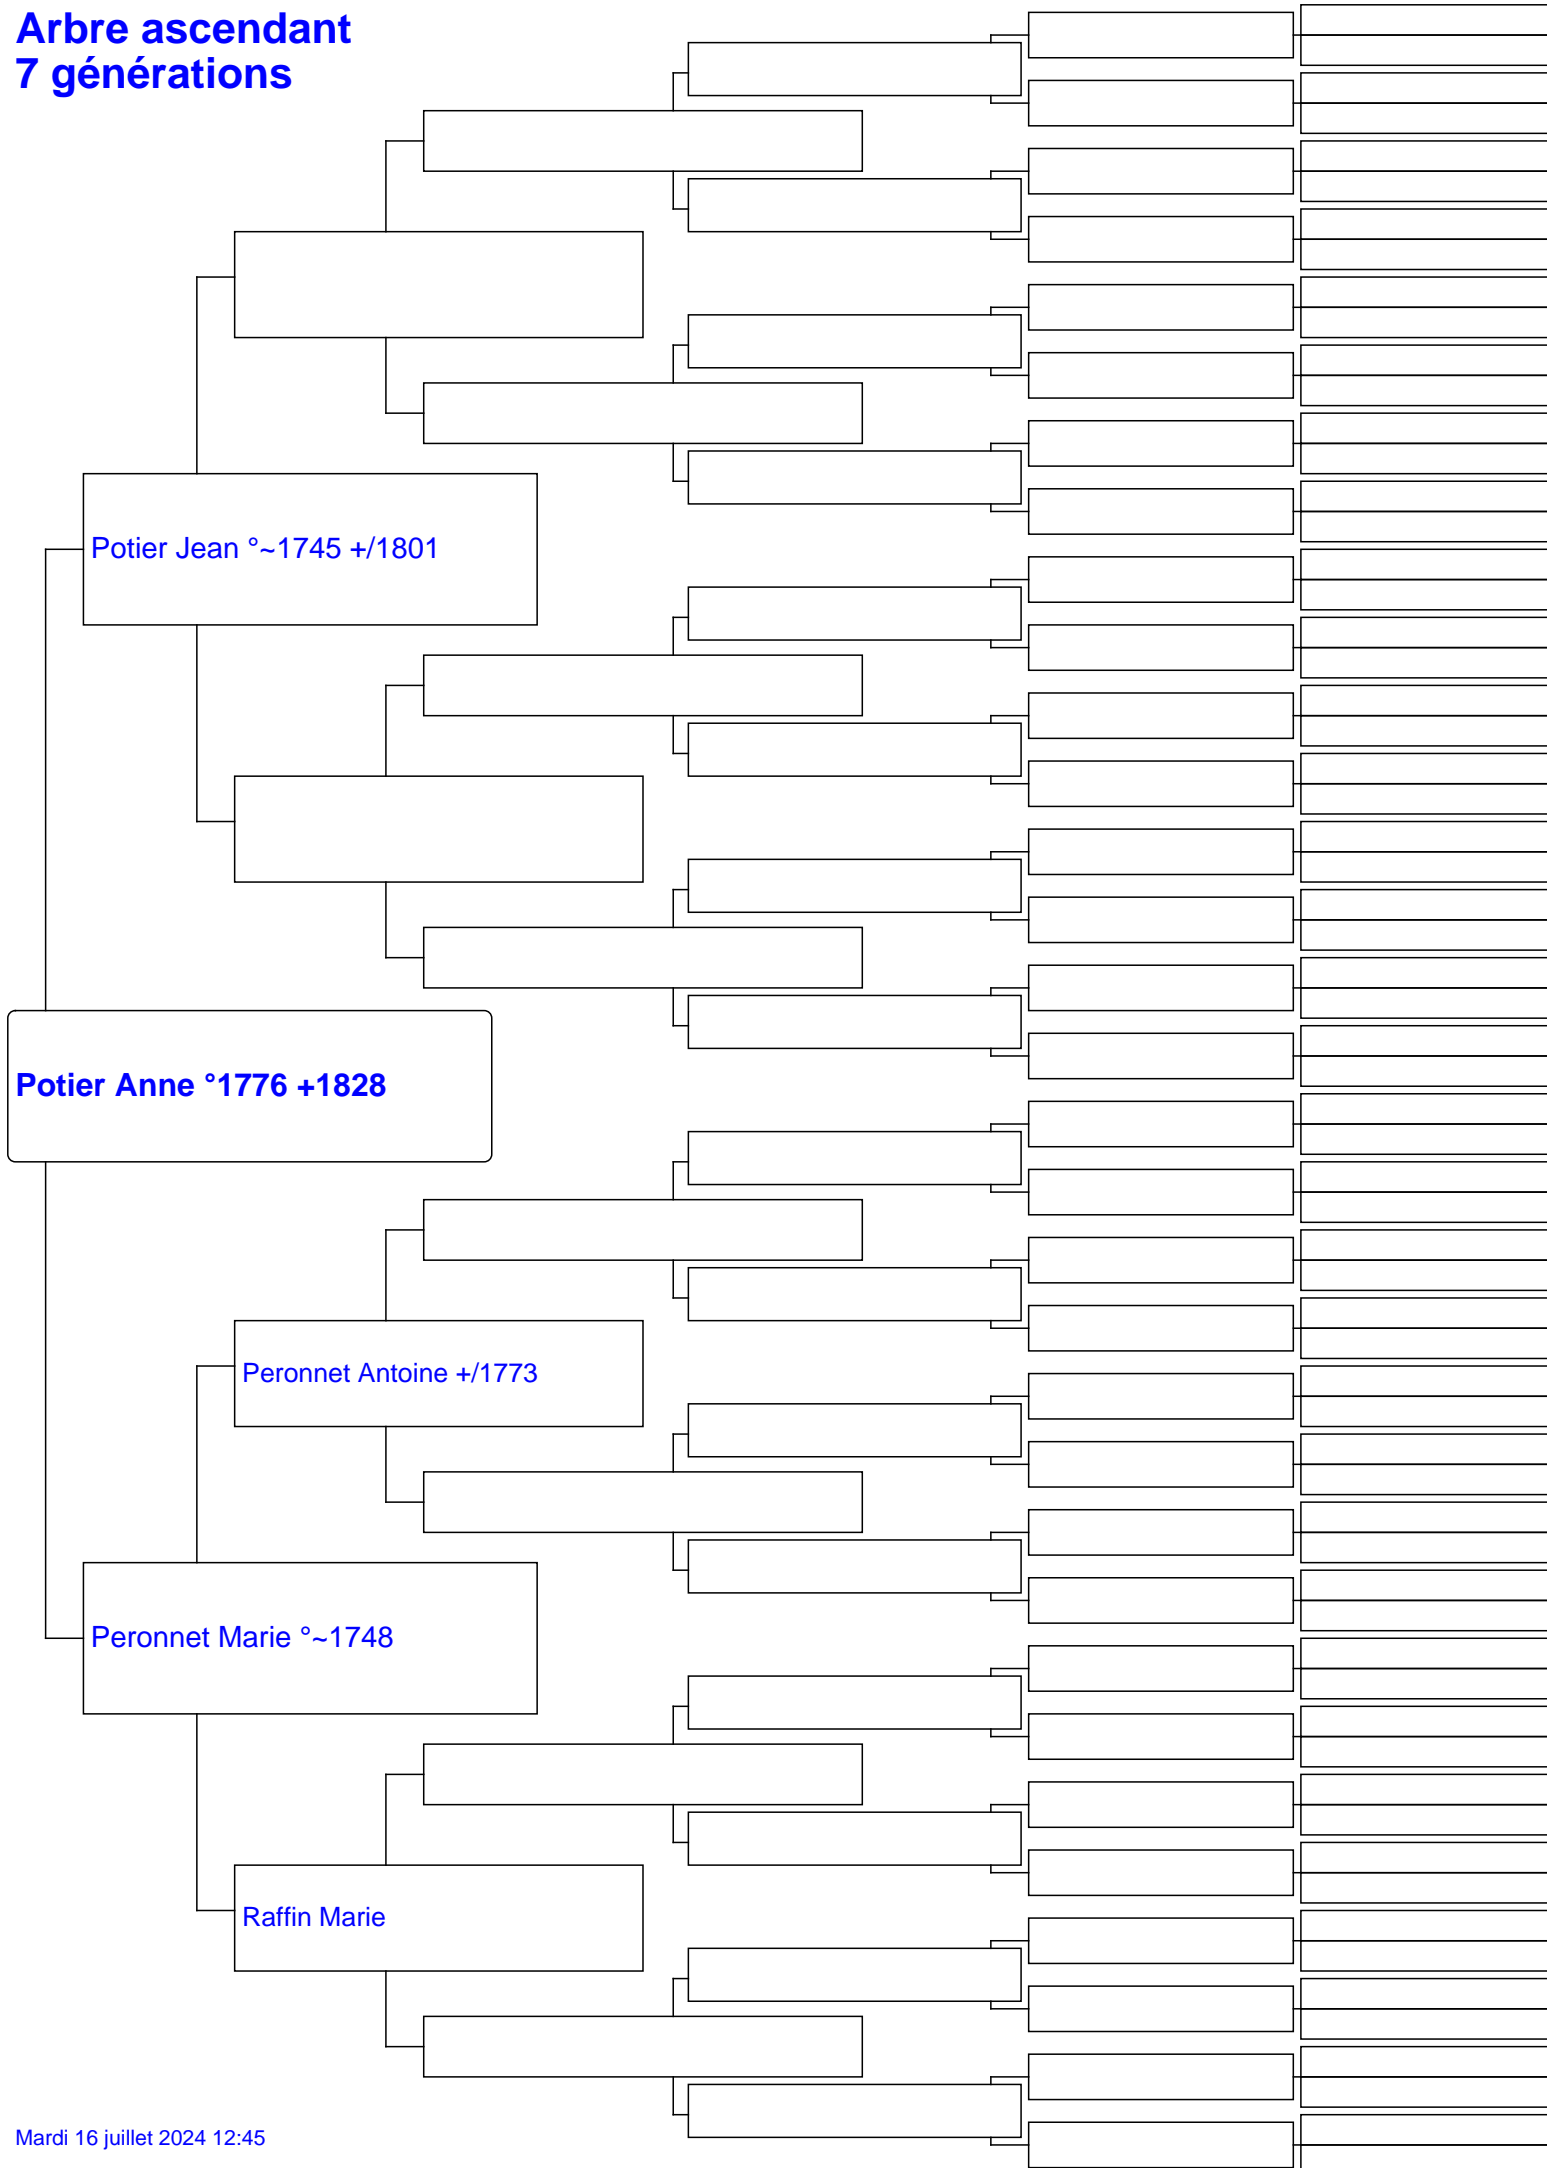 Arbre ascendant
7 générations
Potier Jean °~1745 +/1801
Potier Anne °1776 +1828
Peronnet Antoine +/1773
Peronnet Marie °~1748
Raffin Marie
Mardi 16 juillet 2024 12:45